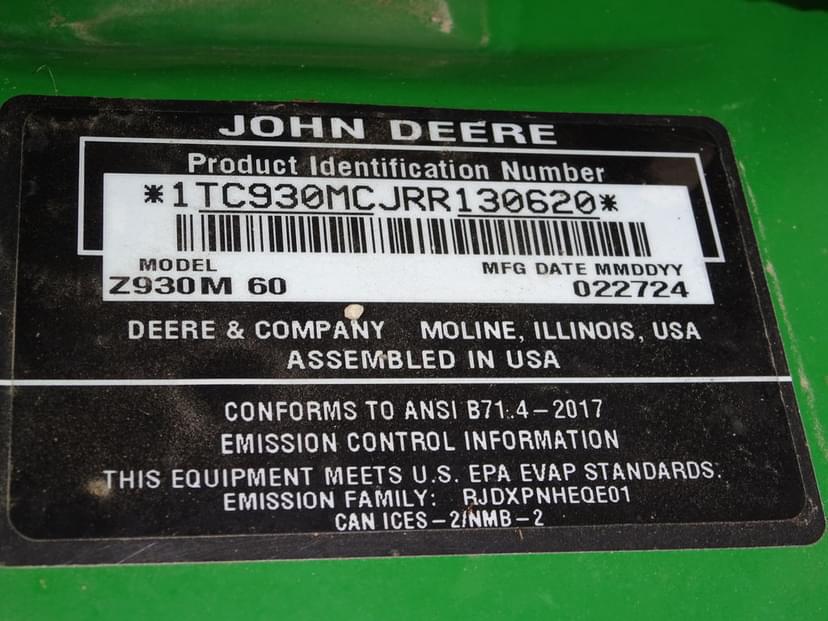 JOHN DEERE
Product Identification Number
*1TC930MCJRR130620*
MODEL MFG DATE MMDDYY
Z930M 60 022724
DEERE & COMPANY MOLINE, ILLINOIS, USA
ASSEMBLED IN USA
CONFORMS TO ANSI B71.4-2017
EMISSION CONTROL INFORMATION
THIS EQUIPMENT MEETS U.S. EPA EVAP STANDARDS.
EMISSION FAMILY: RJDXPNHEQE01
CAN ICES-2/NMB-2